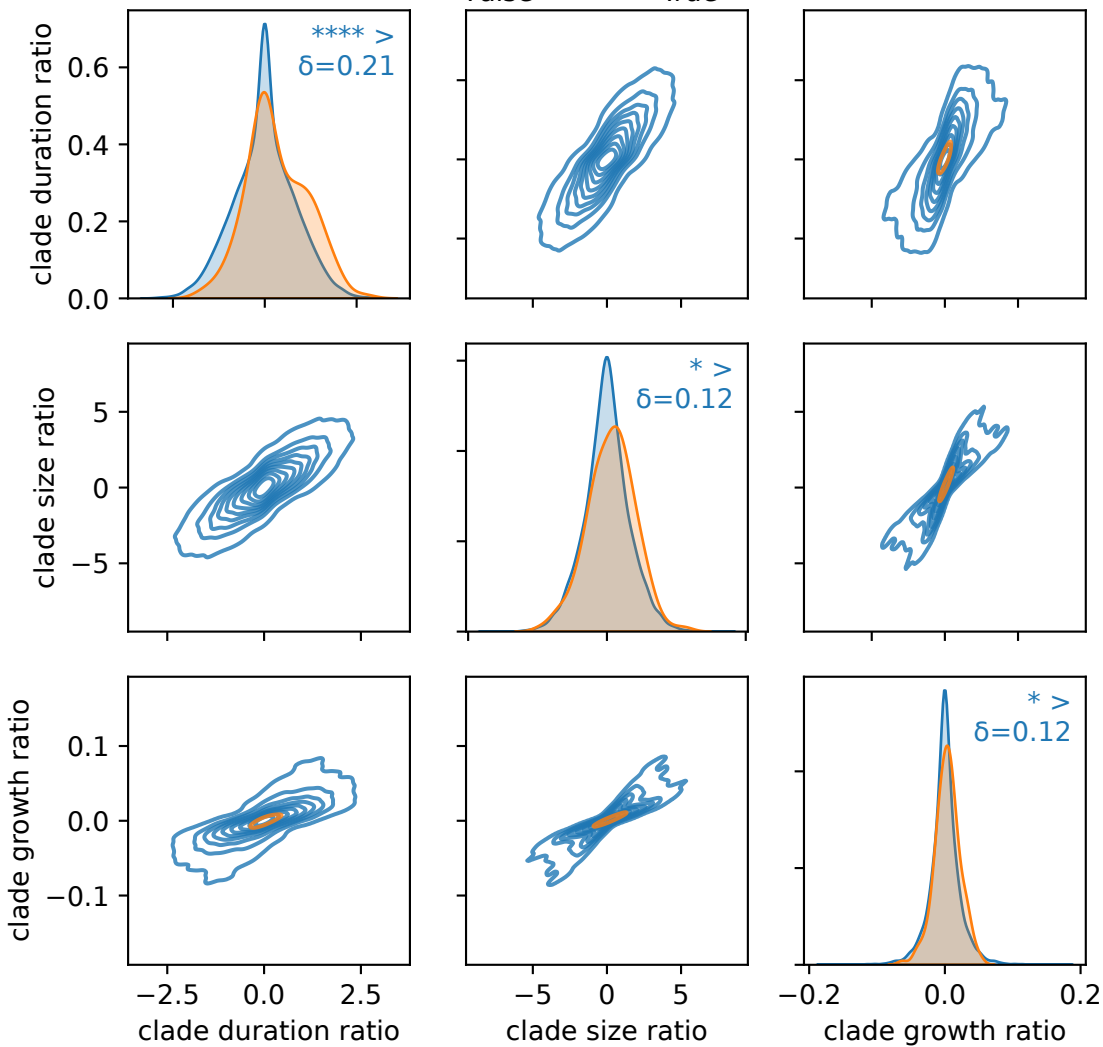 clade duration ratio
0.6
0.4
0.2
0.0
**** >
δ=0.21
clade size ratio
5
0
−5
* >
δ=0.12
clade growth ratio
0.1
0.0
−0.1
* >
δ=0.12
−2.5 0.0 2.5
−5 0 5
−0.2 0.0 0.2
clade duration ratio
clade size ratio
clade growth ratio